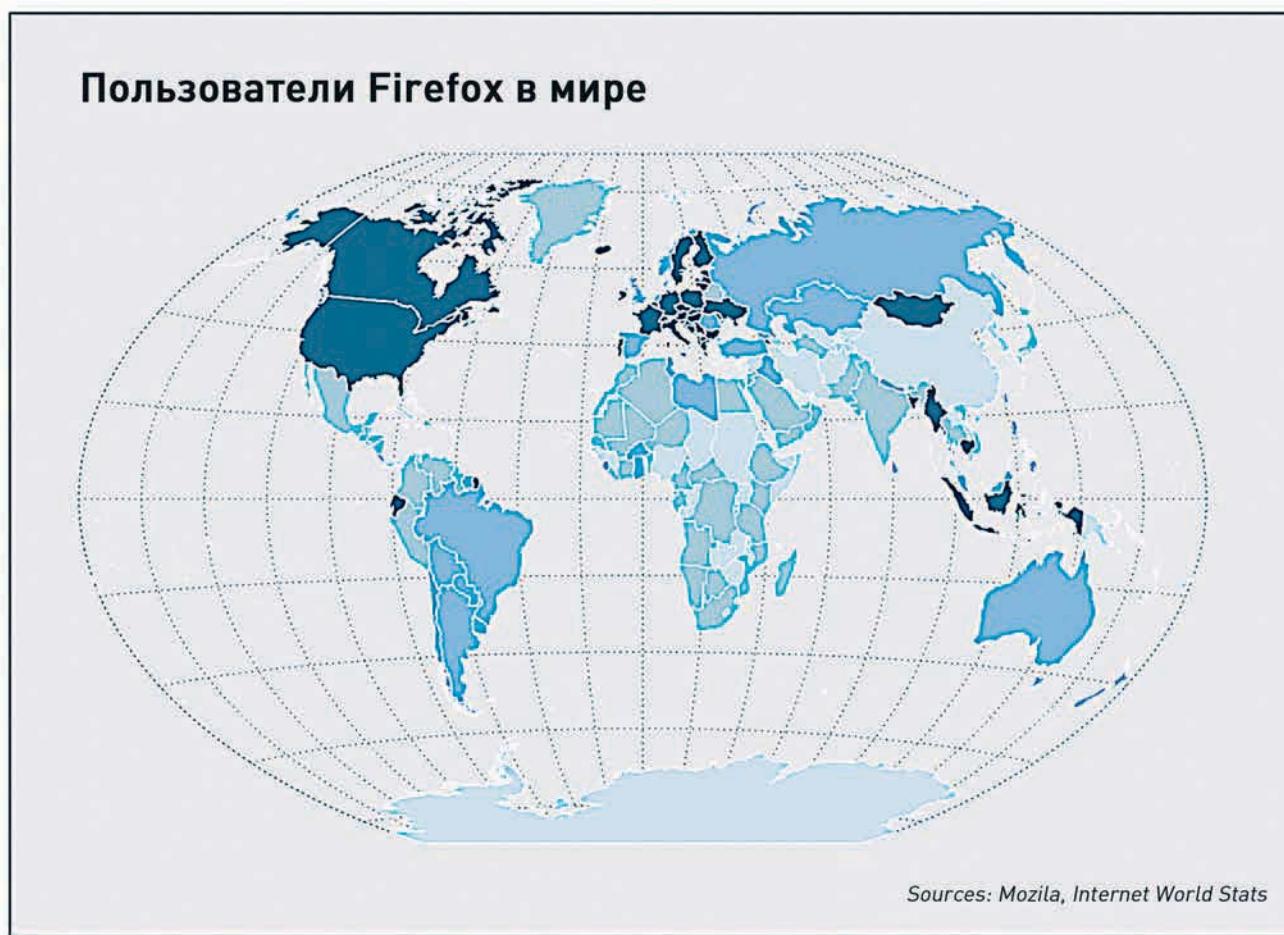 Пользователи Firefox в мире
Sources: Mozila, Internet World Stats